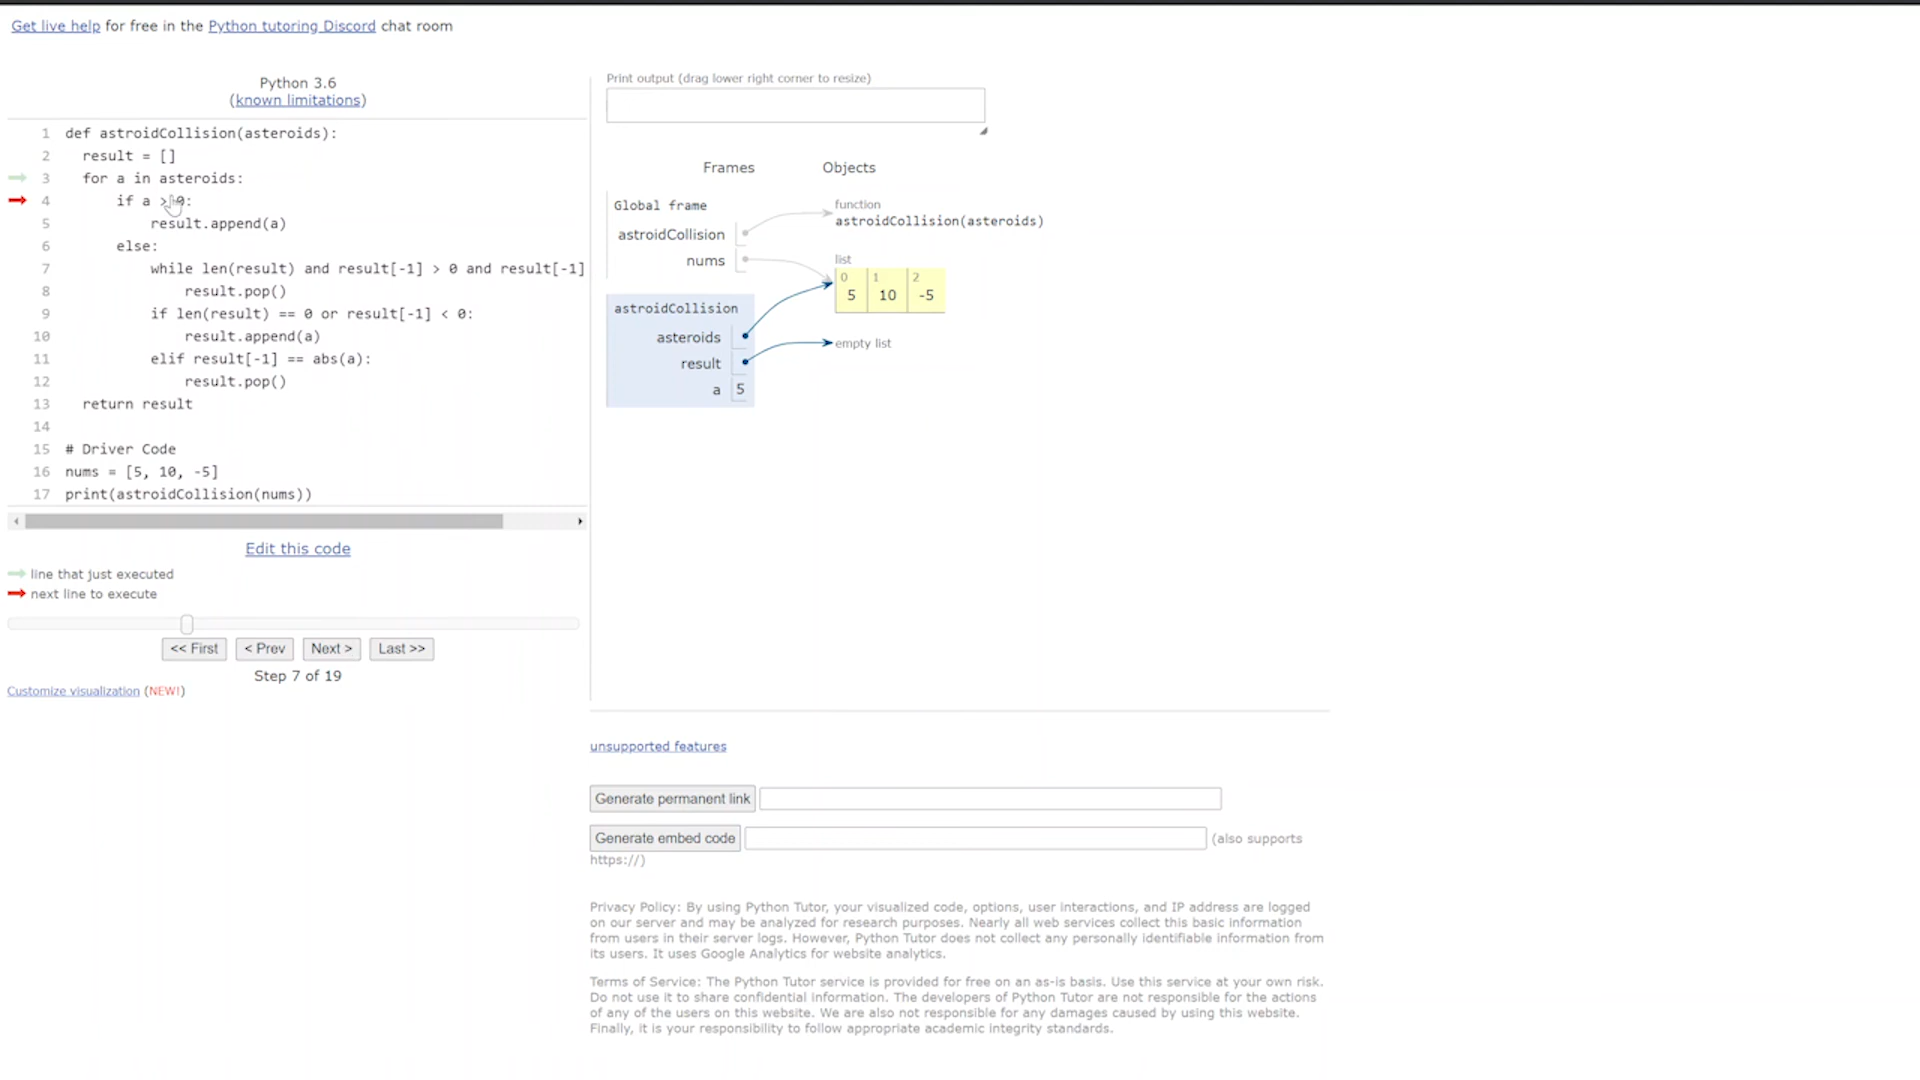 Get live help for free in the Python tutoring Discord chat room
Python 3.6
(known limitations)
1 def astroidCollision(asteroids):
2 result = []
3 for a in asteroids:
4 if a > 0:
5 result.append(a)
6 else:
7 while len(result) and result[-1] > 0 and result[-1]
8 result.pop()
9 if len(result) == 0 or result[-1] < 0:
10 result.append(a)
11 elif result[-1] == abs(a):
12 result.pop()
13 return result
14
15 # Driver Code
16 nums = [5, 10, -5]
17 print(astroidCollision(nums))
Edit this code
line that just executed
next line to execute
<< First < Prev Next > Last >>
Step 7 of 19
Customize visualization (NEW!)
Print output (drag lower right corner to resize)
Frames Objects
Global frame
astroidCollision
nums
function
astroidCollision(asteroids)
list
0 1 2
5 10 -5
astroidCollision
asteroids
result
a 5
empty list
unsupported features
Generate permanent link
Generate embed code (also supports
https://)
Privacy Policy: By using Python Tutor, your visualized code, options, user interactions, and IP address are logged
on our server and may be analyzed for research purposes. Nearly all web services collect this basic information
from users in their server logs. However, Python Tutor does not collect any personally identifiable information from
its users. It uses Google Analytics for website analytics.
Terms of Service: The Python Tutor service is provided for free on an as-is basis. Use this service at your own risk.
Do not use it to share confidential information. The developers of Python Tutor are not responsible for the actions
of any of the users on this website. We are also not responsible for any damages caused by using this website.
Finally, it is your responsibility to follow appropriate academic integrity standards.